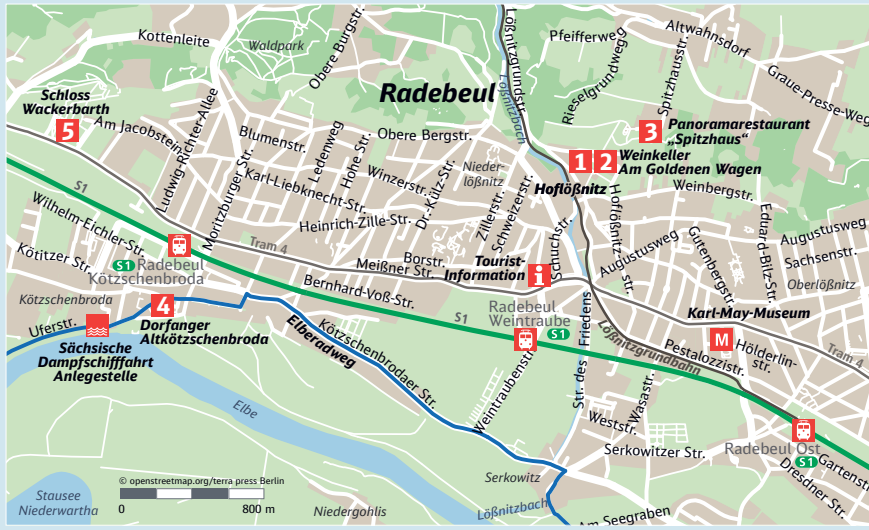 Kottenleite
Waldpark
Obere Burgstr.
Lößnitzgrundstr.
Lößnitzbach
Pfeifferweg
Rieselgrundweg
Altwahnsdorf
Spitzhausstr.
Graue-Presse-Weg
Schloss
Wackerbarth
5
Am Jacobstein
Ludwig-Richter-Allee
Blumenstr.
Ledenweg
Hohe Str.
Radebeul
Obere Bergstr.
3
Panoramarestaurant
„Spitzhaus“
1 2
Weinkeller
Am Goldenen Wagen
Hoflößnitz
Nieder-
lößnitz
Karl-Liebknecht-Str.
Winzerstr.
Dr.-Külz-Str.
Zillerstr.
Schweizerstr.
Weinbergstr.
S1
Wilhelm-Eichler-Str.
Moritzburger Str.
Heinrich-Zille-Str.
Hoflößnitz-
str.
Augustusweg
Gutenbergstr.
Eduard-Bilz-Str.
Augustusweg
Sachsenstr.
Oberlößnitz
Kötitzer Str.
S1
Radebeul
Kötzschenbroda
Tram 4
Borstr.
Meißner Str.
Tourist-
Information
i
Schuchstr.
Kötzschenbroda
4
Dorfanger
Altkötzschenbroda
Bernhard-Voß-Str.
S1
Radebeul
Weintraube
S1
Karl-May-Museum
M
Uferstr.
Sächsische
Dampfschifffahrt
Anlegestelle
Elberadweg
Kötzschenbrodaer Str.
Weintraubenstr.
Str. des Friedens
Lößnitzgrundbahn
Pestalozzistr.
Hölderlin-
str.
Tram 4
Elbe
Wasastr.
Weststr.
Serkowitzer Str.
Radebeul Ost
S1
Gartenstr.
Dresdner Str.
Serkowitz
© openstreetmap.org/terra press Berlin
0 800 m
Stausee
Niederwartha
Niedergohlis
Lößnitzbach
Am Seegraben